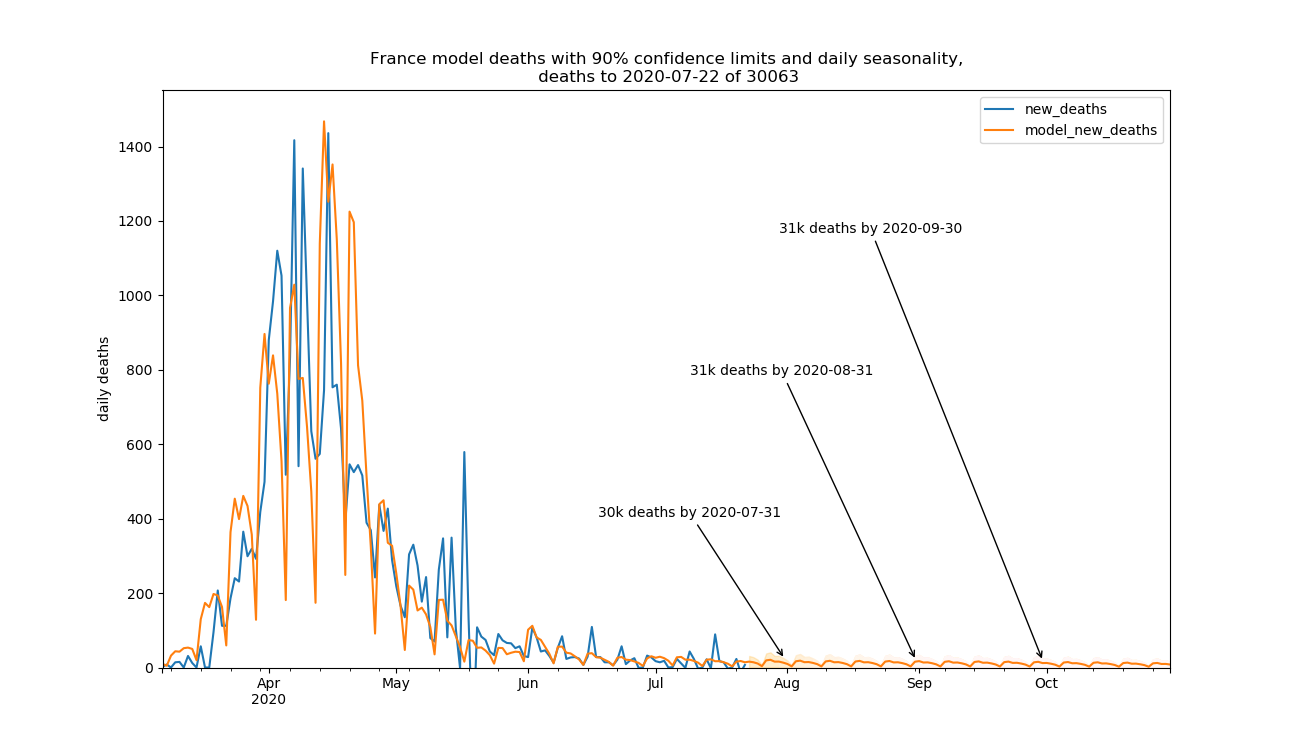 France model deaths with 90% confidence limits and daily seasonality,
deaths to 2020-07-22 of 30063
new_deaths
model_new_deaths
1400
1200
1000
800
600
400
200
0
daily deaths
31k deaths by 2020-09-30
31k deaths by 2020-08-31
30k deaths by 2020-07-31
Apr May Jun Jul Aug Sep Oct
2020